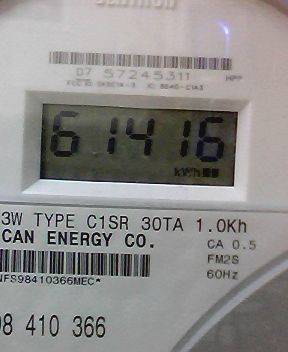 07 57245311 HPP
61416
kWh
3W TYPE C1SR 30TA 1.0Kh
CAN ENERGY CO.
CA 0.5
FM2S
60Hz
NFS98410366MEC*
98 410 366